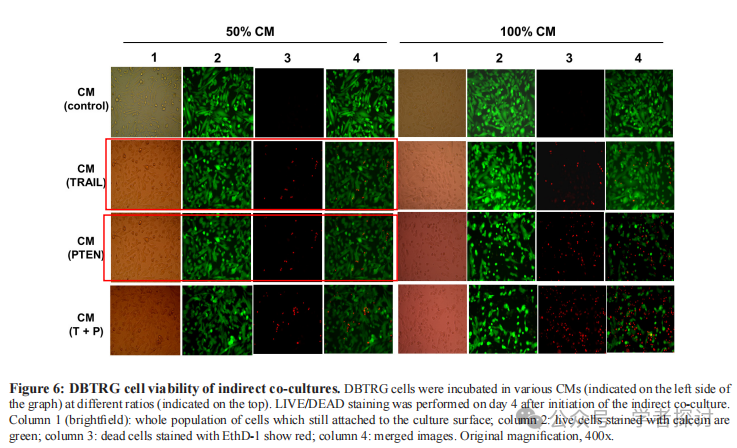 50% CM 100% CM
1 2 3 4 1 2 3 4
CM
(control)
CM
(TRAIL)
CM
(PTEN)
CM
(T + P)
Figure 6: DBTRG cell viability of indirect co-cultures. DBTRG cells were incubated in various CMs (indicated on the left side of
the graph) at different ratios (indicated on the top). LIVE/DEAD staining was performed on day 4 after initiation of the indirect co-culture.
Column 1 (brightfield): whole population of cells which still attached to the culture surface; column 2: live cells stained with calcein am
green; column 3: dead cells stained with EthD-1 show red; column 4: merged images. Original magnification, 400x.
公众号 · 学者探讨